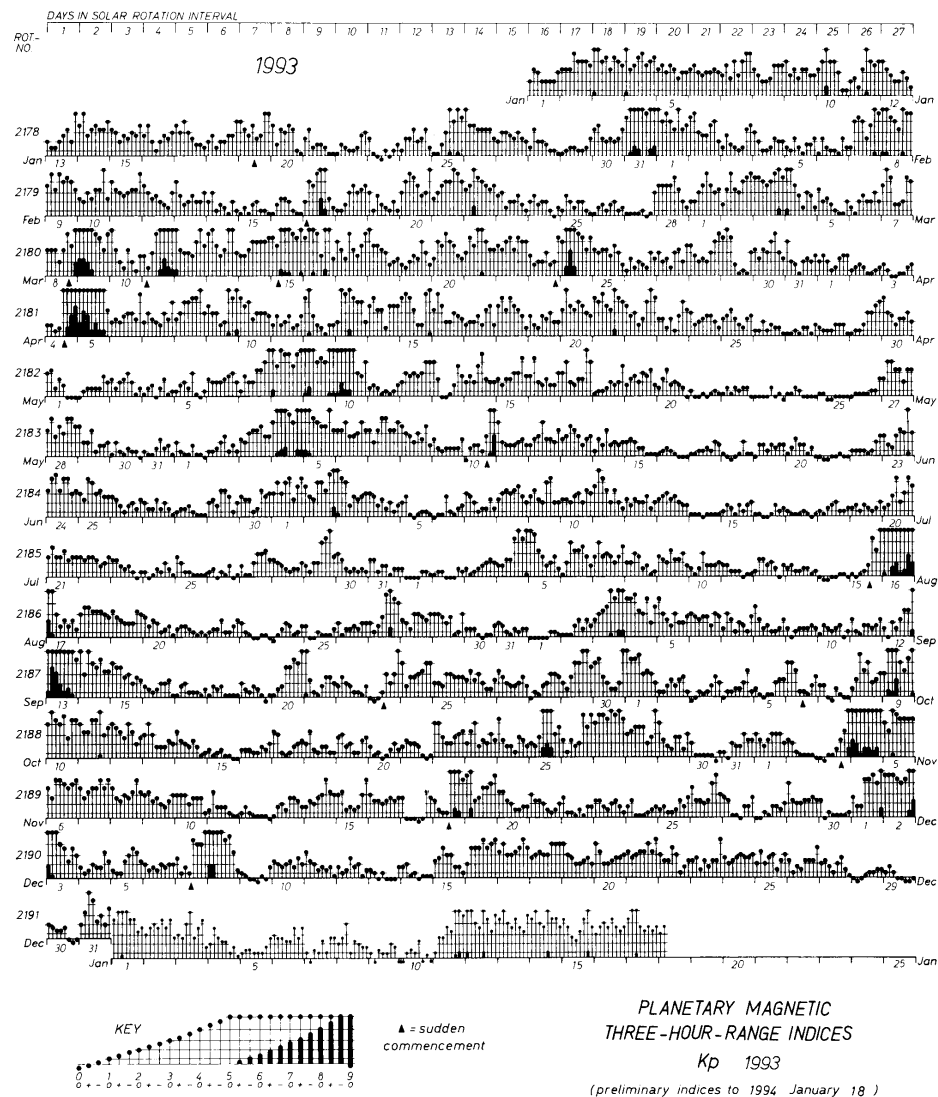 DAYS IN SOLAR ROTATION INTERVAL
ROT-NO.
1 2 3 4 5 6 7 8 9 10 11 12 13 14 15 16 17 18 19 20 21 22 23 24 25 26 27
1993
Jan 1 5 10 12 Jan
2178
Jan 13 15 20 25 30 31 1 5 8 Feb
2179
Feb 9 10 15 20 25 28 1 5 7 Mar
2180
Mar 8 10 15 20 25 30 31 1 3 Apr
2181
Apr 4 5 10 15 20 25 30 Apr
2182
May 1 5 10 15 20 25 27 May
2183
May 28 30 31 1 5 10 15 20 23 Jun
2184
Jun 24 25 30 1 5 10 15 20 Jul
2185
Jul 21 25 30 31 1 5 10 15 16 Aug
2186
Aug 17 20 25 30 31 1 5 10 12 Sep
2187
Sep 13 15 20 25 30 1 5 9 Oct
2188
Oct 10 15 20 25 30 31 1 5 Nov
2189
Nov 6 10 15 20 25 30 1 2 Dec
2190
Dec 3 5 10 15 20 25 29 Dec
2191
Dec 30 31
Jan 1 5 10 15 20 25 Jan
KEY
0 1 2 3 4 5 6 7 8 9
o + - o + - o + - o + - o + - o + - o + - o + - o + - o
▲ = sudden
commencement
PLANETARY MAGNETIC
THREE-HOUR-RANGE INDICES
Kp 1993
(preliminary indices to 1994 January 18)